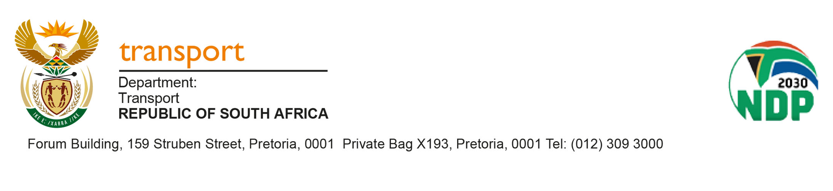 transport
Department:
Transport
REPUBLIC OF SOUTH AFRICA
2030
NDP
Forum Building, 159 Struben Street, Pretoria, 0001 Private Bag X193, Pretoria, 0001 Tel: (012) 309 3000